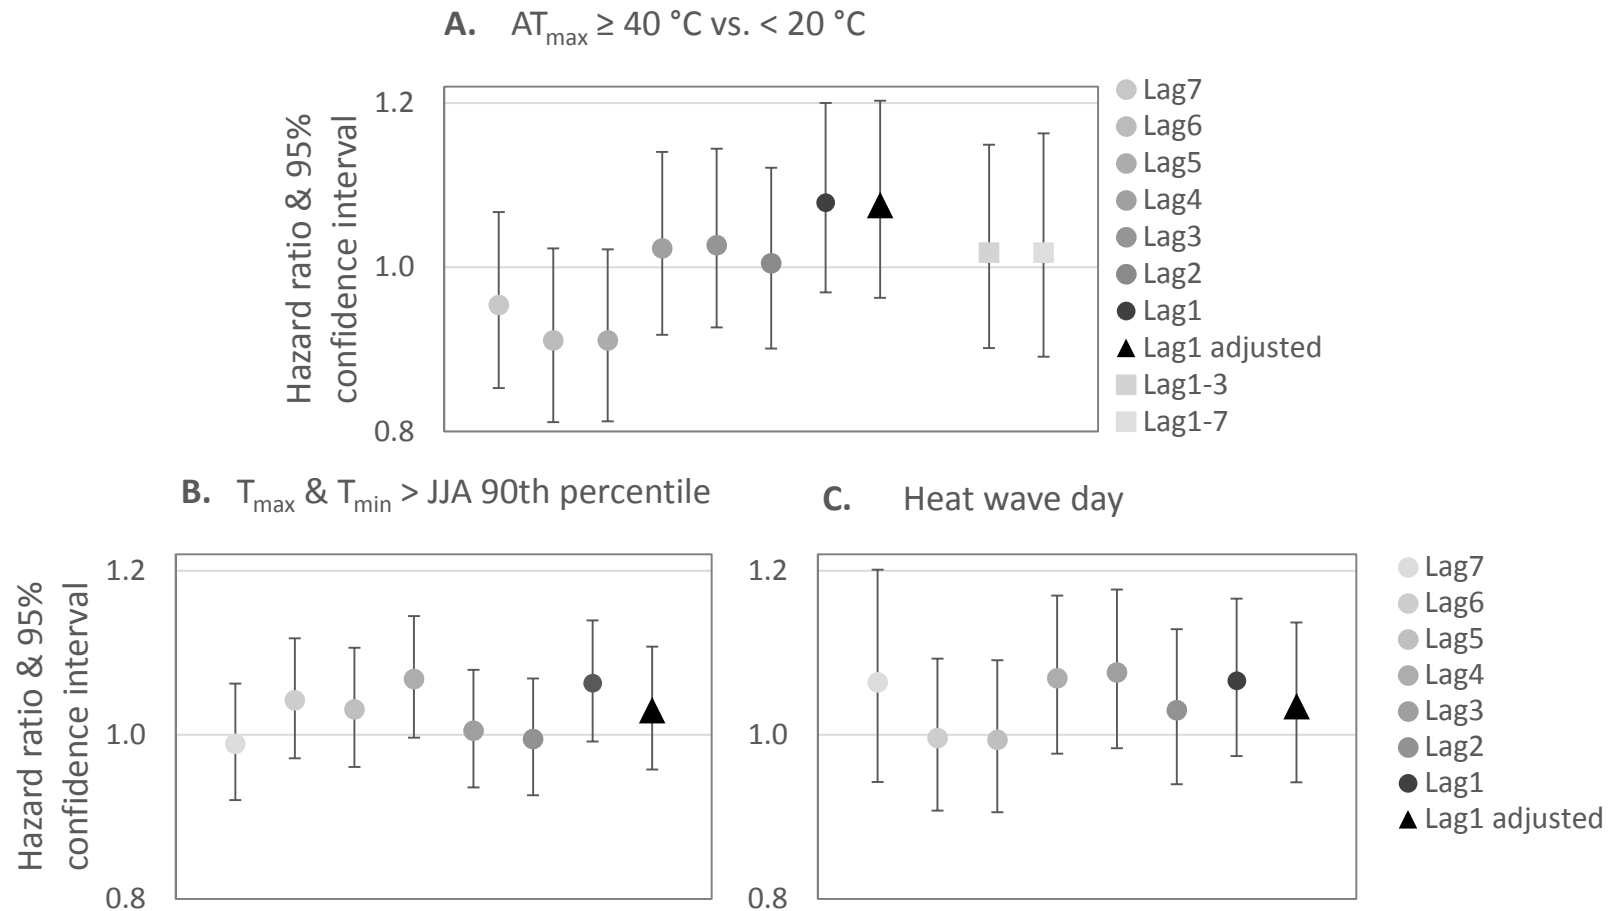 A. ATmax ≥ 40 °C vs. < 20 °C
Hazard ratio & 95%
confidence interval
1.2
1.0
0.8
Lag7
Lag6
Lag5
Lag4
Lag3
Lag2
Lag1
Lag1 adjusted
Lag1-3
Lag1-7
B. Tmax & Tmin > JJA 90th percentile
Hazard ratio & 95%
confidence interval
1.2
1.0
0.8
C. Heat wave day
1.2
1.0
0.8
Lag7
Lag6
Lag5
Lag4
Lag3
Lag2
Lag1
Lag1 adjusted